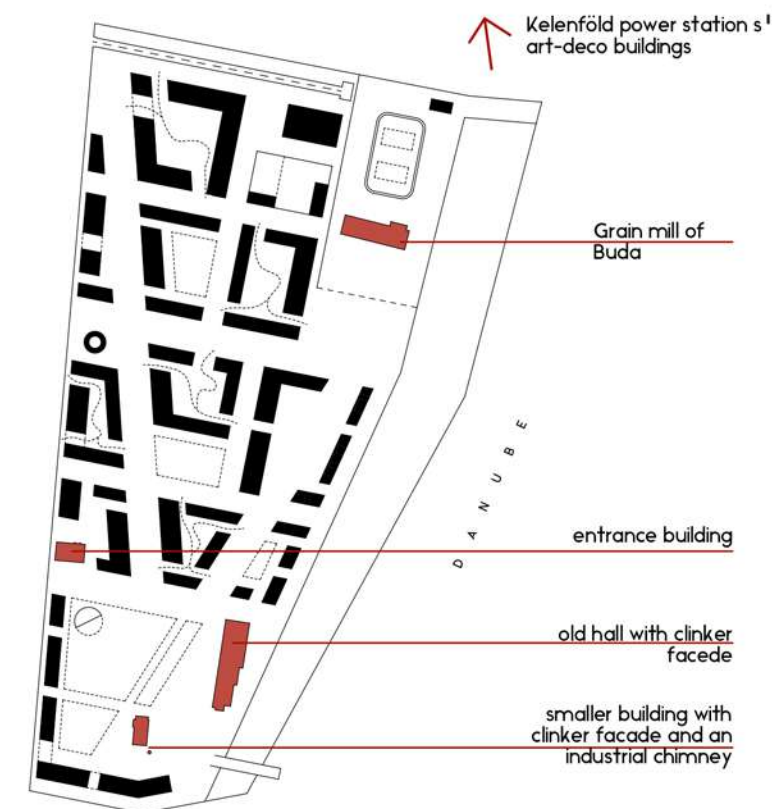 Kelenföld power station s'
art-deco buildings
Grain mill of
Buda
DANUBE
entrance building
old hall with clinker
facede
smaller building with
clinker facade and an
industrial chimney